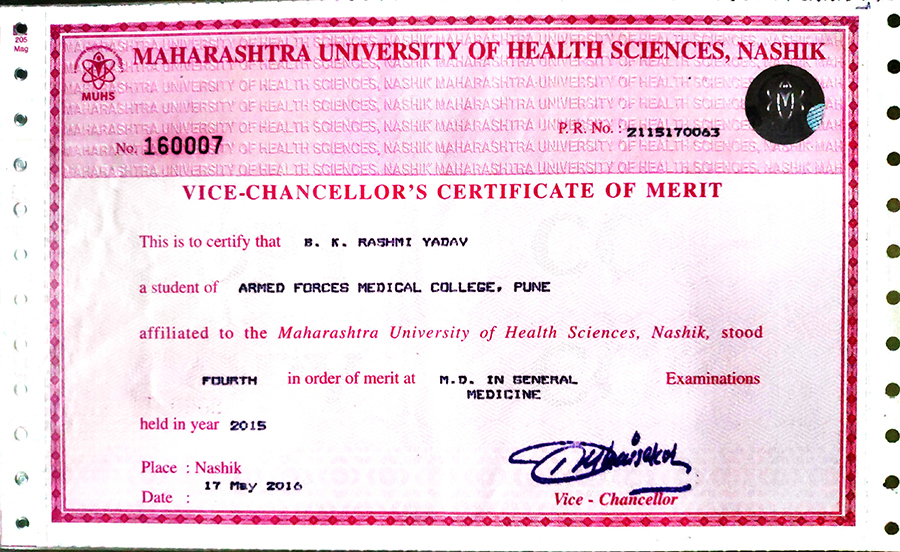 205
Mag
MAHARASHTRA UNIVERSITY OF HEALTH SCIENCES, NASHIK
MUHS
P. R. No. : 2115170063
No. 160007
VICE-CHANCELLOR'S CERTIFICATE OF MERIT
This is to certify that B. K. RASHMI YADAV
a student of ARMED FORCES MEDICAL COLLEGE, PUNE
affiliated to the Maharashtra University of Health Sciences, Nashik, stood
FOURTH in order of merit at M.D. IN GENERAL Examinations
MEDICINE
held in year 2015
Place : Nashik
Date : 17 May 2016
Vice - Chancellor